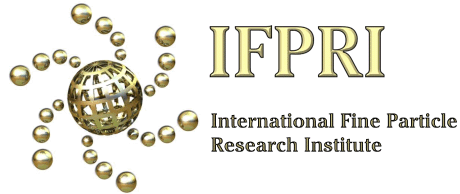 IFPRI
International Fine Particle
Research Institute